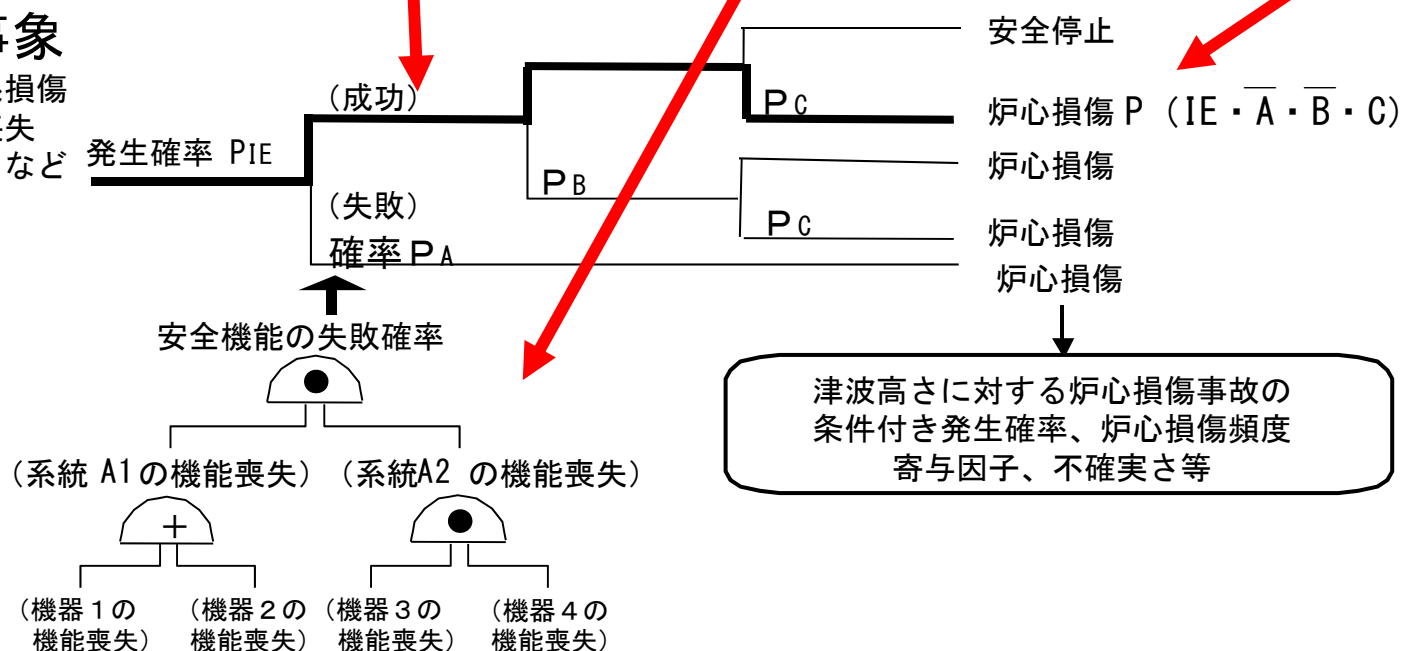 事象
損傷
喪失
など
発生確率 PIE
(成功)
(失敗)
確率 PA
PB
PC
PC
安全停止
炉心損傷 P (IE・A̅・B̅・C)
炉心損傷
炉心損傷
炉心損傷
安全機能の失敗確率
●
(系統 A1の機能喪失)
(系統A2 の機能喪失)
+
●
(機器1の
機能喪失)
(機器2の
機能喪失)
(機器3の
機能喪失)
(機器4の
機能喪失)
津波高さに対する炉心損傷事故の
条件付き発生確率、炉心損傷頻度
寄与因子、不確実さ等